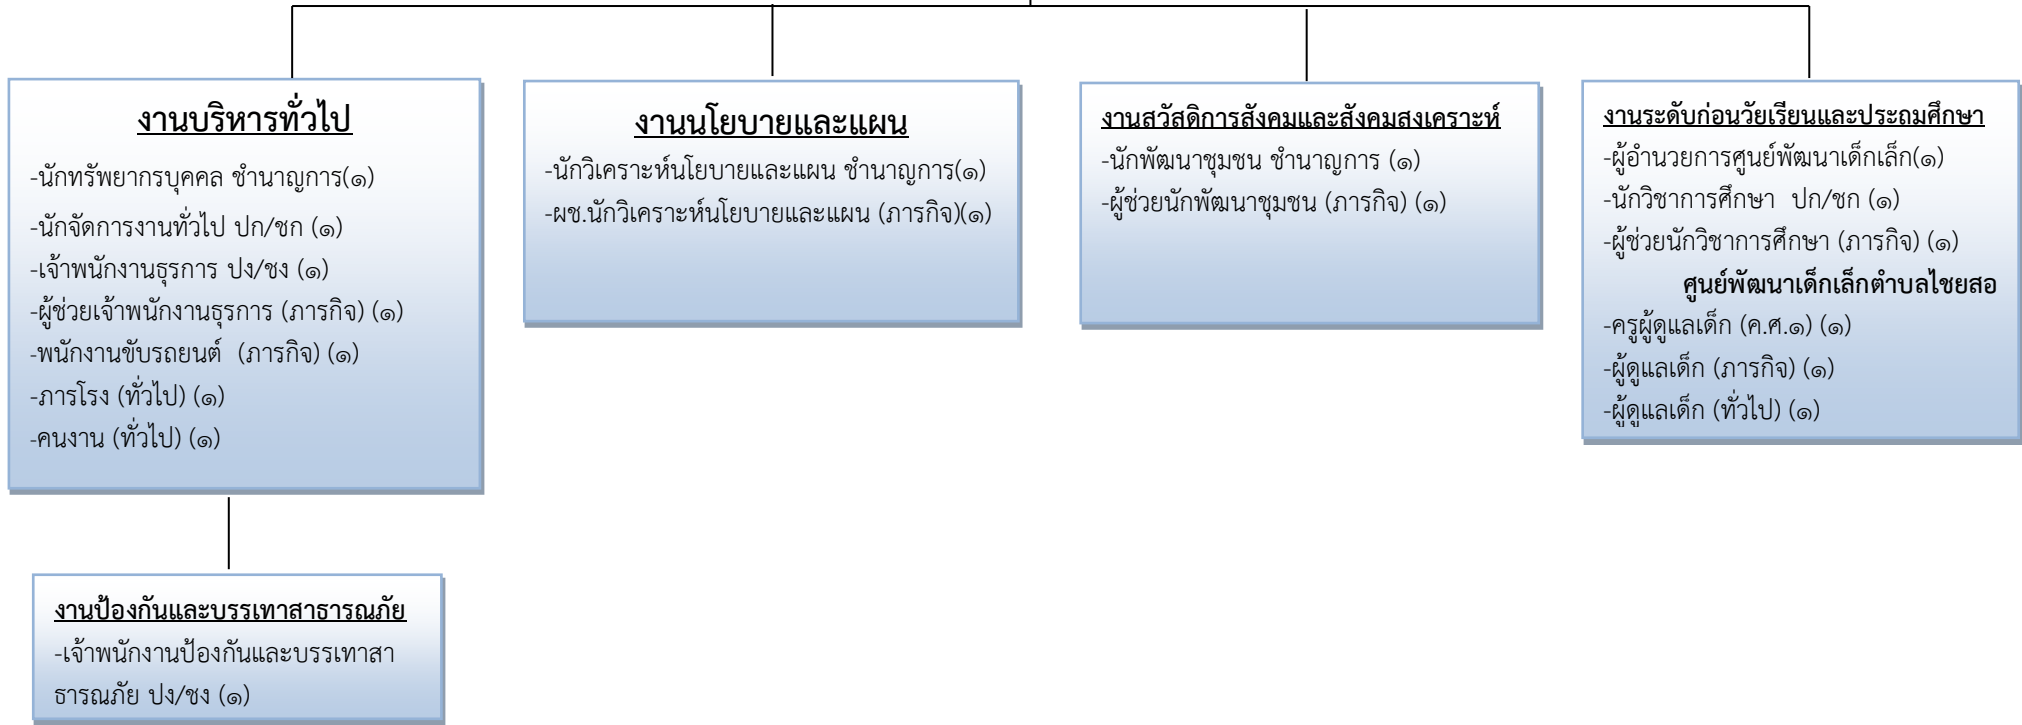 งานบริหารทั่วไป
-นักทรัพยากรบุคคล ชำนาญการ(๑)
-นักจัดการงานทั่วไป ปก/ชก (๑)
-เจ้าพนักงานธุรการ ปง/ชง (๑)
-ผู้ช่วยเจ้าพนักงานธุรการ (ภารกิจ) (๑)
-พนักงานขับรถยนต์ (ภารกิจ) (๑)
-ภารโรง (ทั่วไป) (๑)
-คนงาน (ทั่วไป) (๑)
งานนโยบายและแผน
-นักวิเคราะห์นโยบายและแผน ชำนาญการ(๑)
-ผช.นักวิเคราะห์นโยบายและแผน (ภารกิจ)(๑)
งานสวัสดิการสังคมและสังคมสงเคราะห์
-นักพัฒนาชุมชน ชำนาญการ (๑)
-ผู้ช่วยนักพัฒนาชุมชน (ภารกิจ) (๑)
งานระดับก่อนวัยเรียนและประถมศึกษา
-ผู้อำนวยการศูนย์พัฒนาเด็กเล็ก(๑)
-นักวิชาการศึกษา ปก/ชก (๑)
-ผู้ช่วยนักวิชาการศึกษา (ภารกิจ) (๑)
ศูนย์พัฒนาเด็กเล็กตำบลไชยสอ
-ครูผู้ดูแลเด็ก (ค.ศ.๑) (๑)
-ผู้ดูแลเด็ก (ภารกิจ) (๑)
-ผู้ดูแลเด็ก (ทั่วไป) (๑)
งานป้องกันและบรรเทาสาธารณภัย
-เจ้าพนักงานป้องกันและบรรเทาสา
ธารณภัย ปง/ชง (๑)